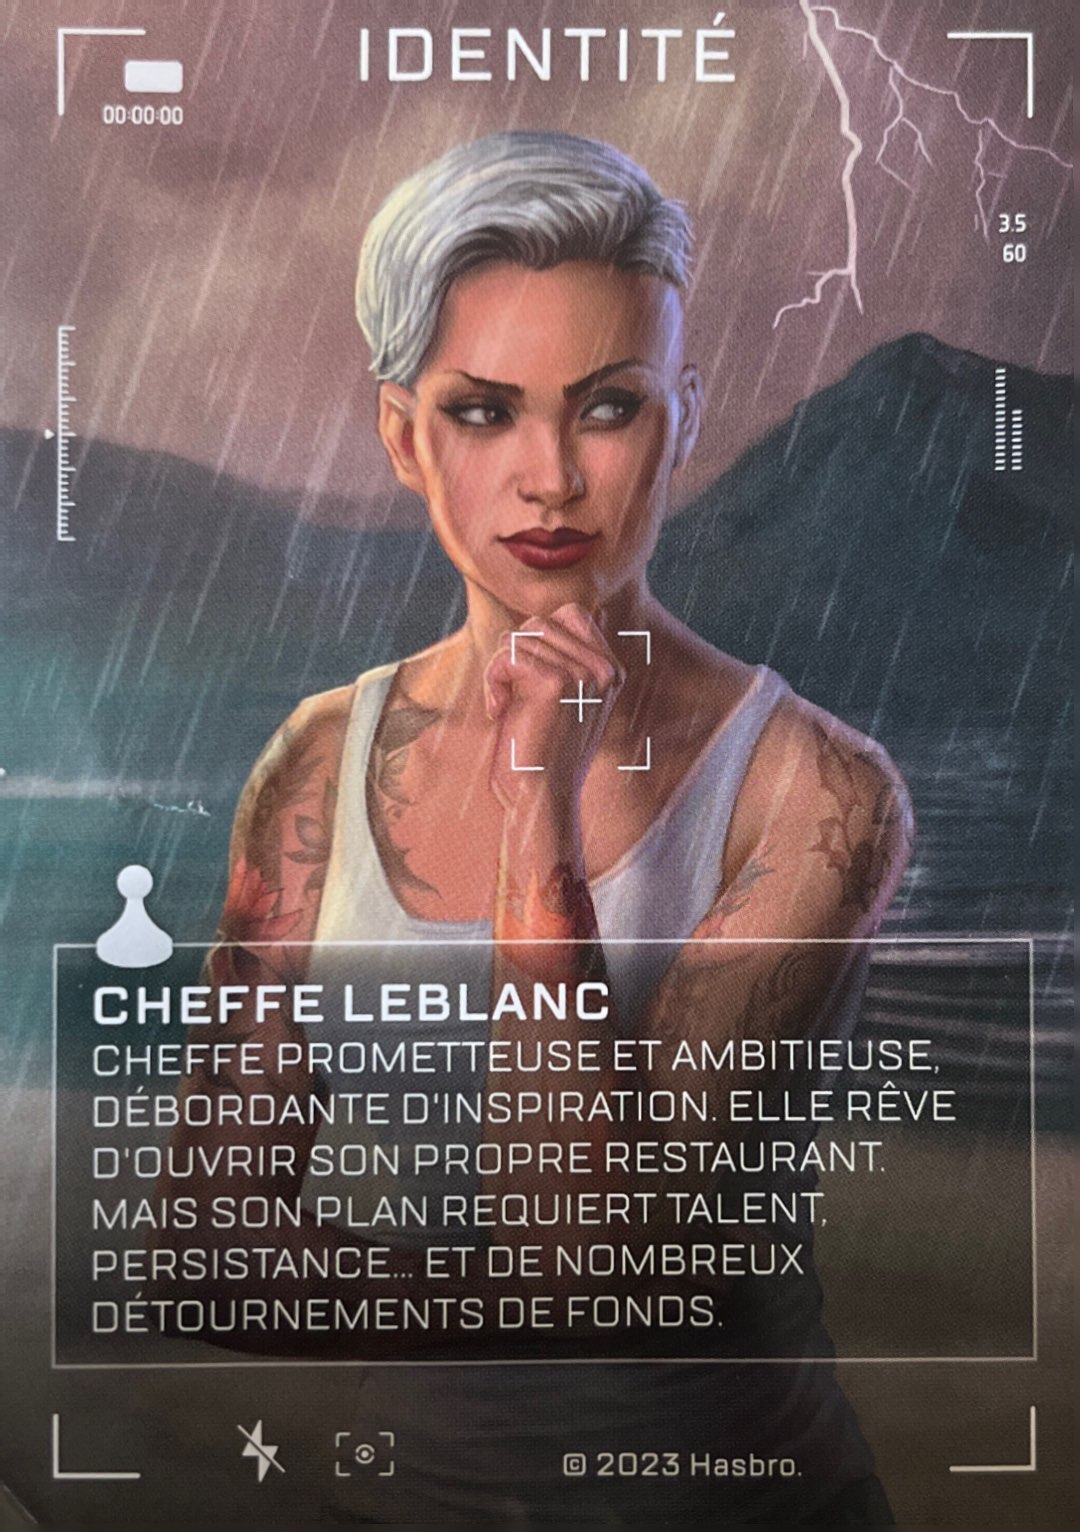 IDENTITÉ
00:00:00
3.5
60
CHEFFE LEBLANC
CHEFFE PROMETTEUSE ET AMBITIEUSE,
DÉBORDANTE D'INSPIRATION. ELLE RÊVE
D'OUVRIR SON PROPRE RESTAURANT.
MAIS SON PLAN REQUIERT TALENT,
PERSISTANCE... ET DE NOMBREUX
DÉTOURNEMENTS DE FONDS.
© 2023 Hasbro.